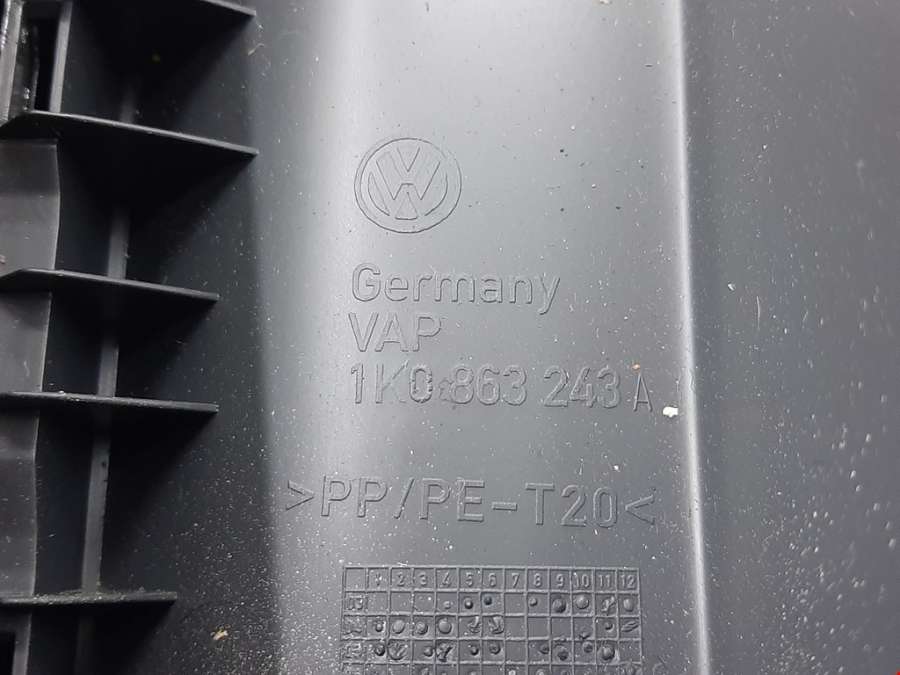 Germany
VAP
1K0 863 243 A
>PP/PE-T20<
2 3 4 5 6 7 8 9 10 11 12